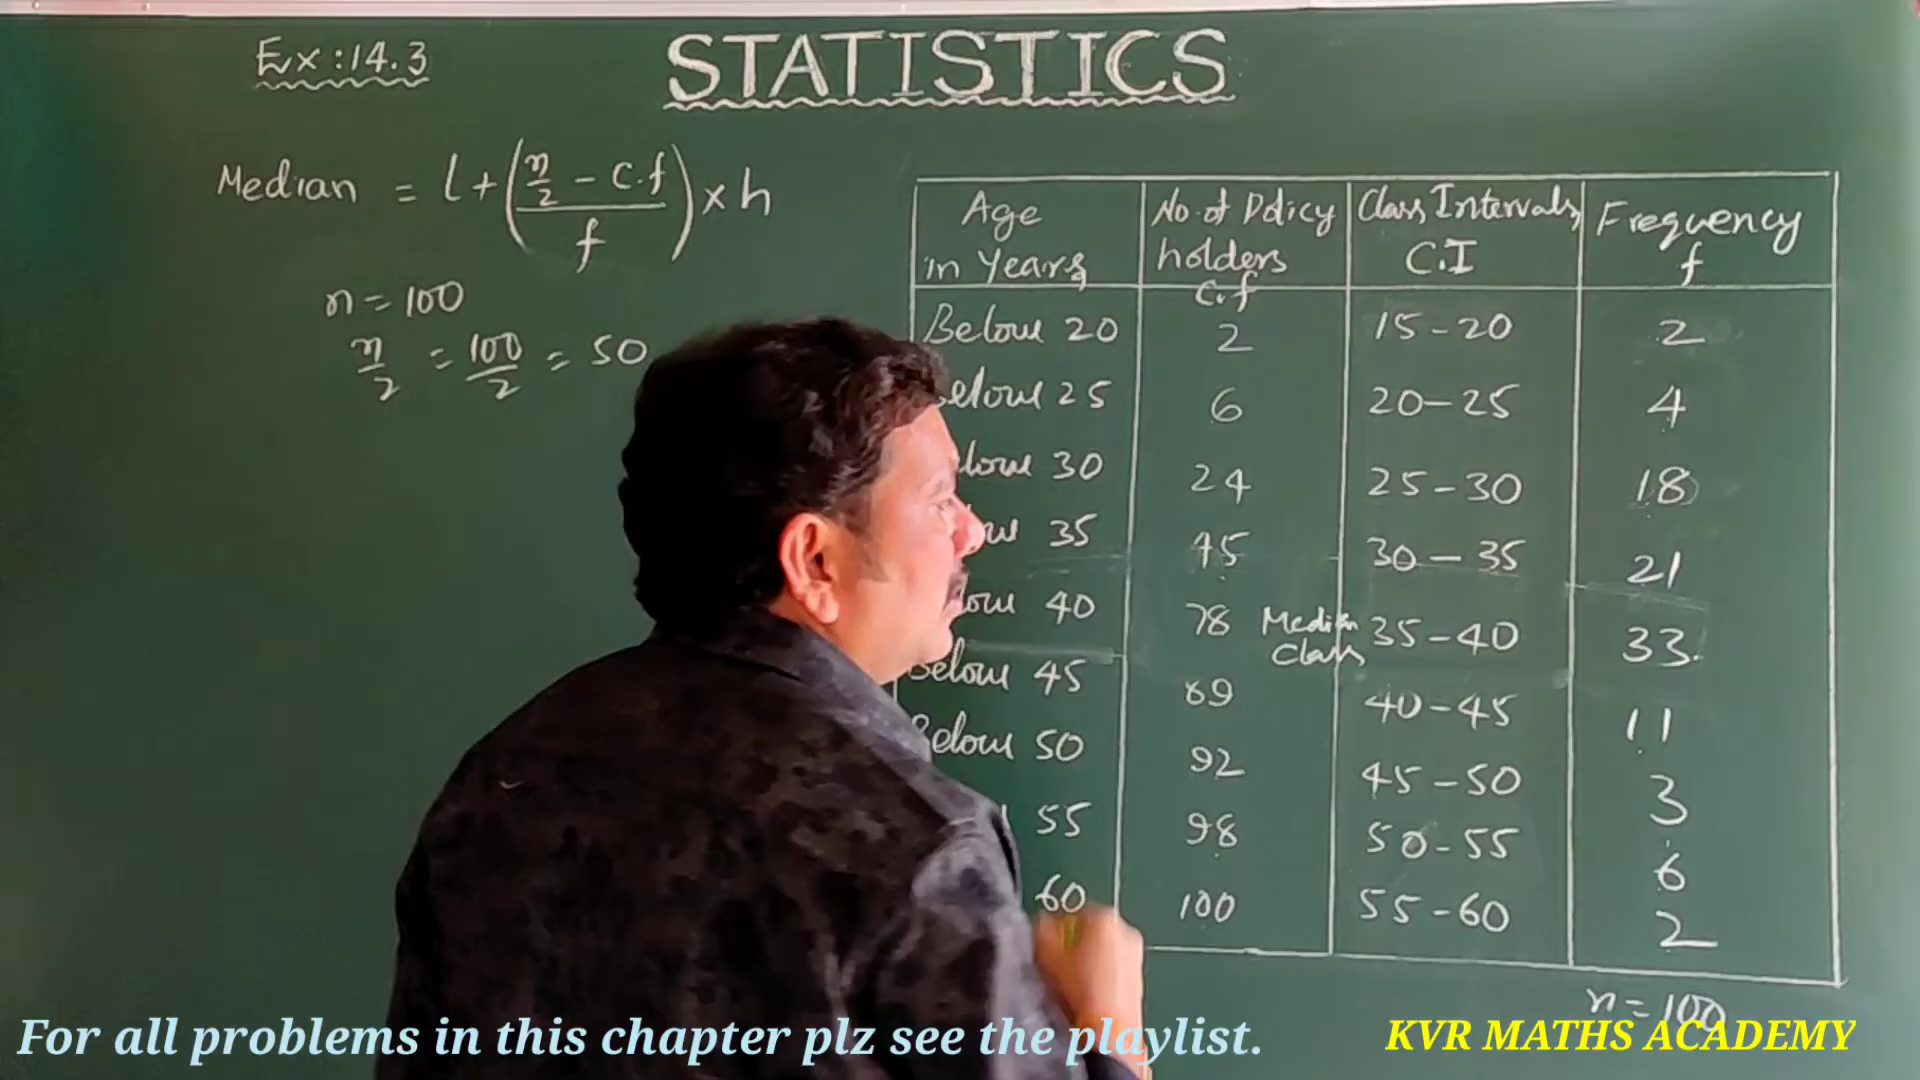 Ex:14.3
STATISTICS
Median = l + ( n/2 - c.f / f ) × h
n = 100
n/2 = 100/2 = 50
Age in Years | No. of Policy holders c.f | Class Intervals C.I | Frequency f
Below 20 | 2 | 15-20 | 2
Below 25 | 6 | 20-25 | 4
30 | 24 | 25-30 | 18
35 | 45 | 30-35 | 21
40 | 78 | Median Class 35-40 | 33
Below 45 | 89 | 40-45 | 11
Below 50 | 92 | 45-50 | 3
55 | 98 | 50-55 | 6
60 | 100 | 55-60 | 2
n = 100
For all problems in this chapter plz see the playlist.
KVR MATHS ACADEMY